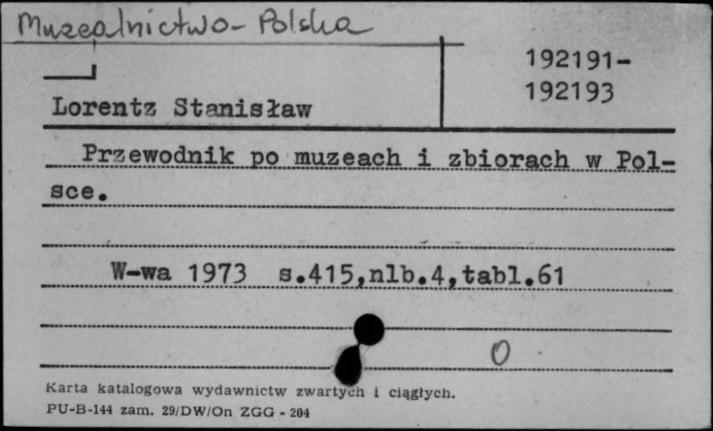 Muzealnictwo - Polska
192191-
192193
Lorentz Stanisław
Przewodnik po muzeach i zbiorach w Pol-
sce.
W-wa 1973 s.415,nlb.4,tabl.61
0
Karta katalogowa wydawnictw zwartych i ciągłych.
PU-B-144 zam. 29/DW/On ZGG - 204